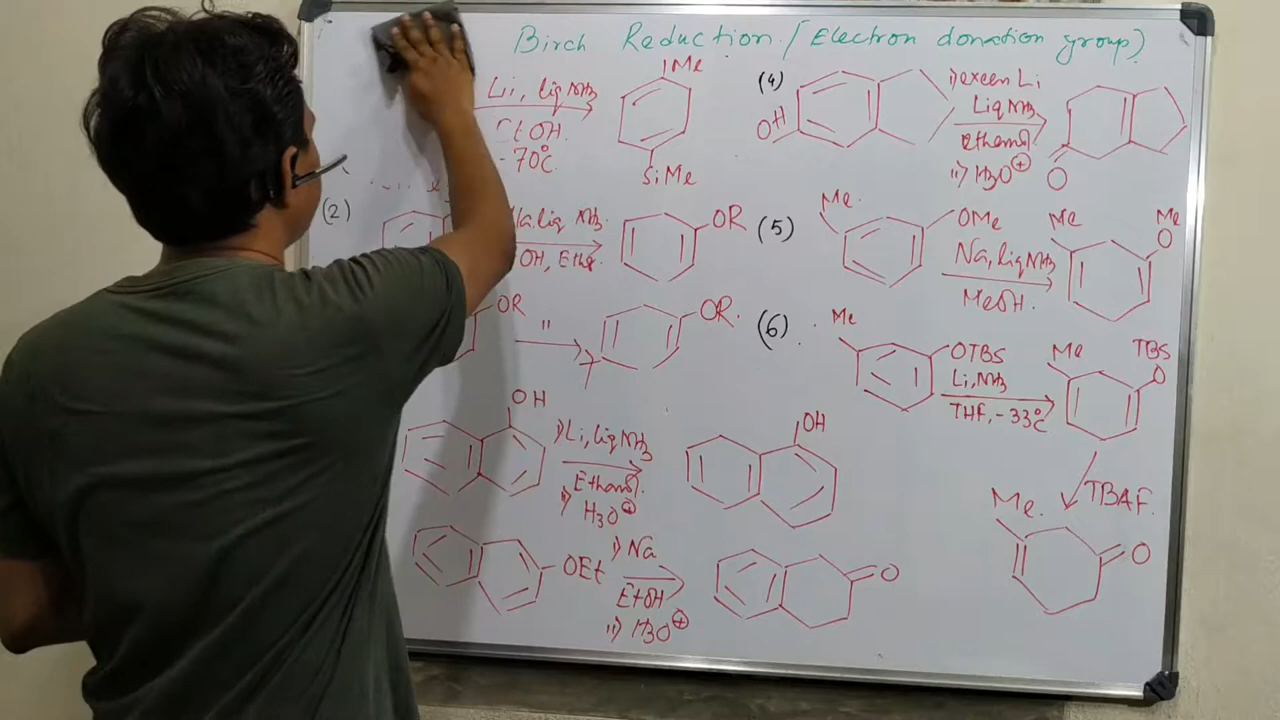 Birch Reduction / (Electron donation group)
Li, liq NH3
EtOH.
-70°C.
Me
SiMe
(2)
Na. liq NH3.
OH, Ether.
OR
OR
"
OR.
OH
i) Li, liq NH3
Ethanol.
ii) H3O⊕
OH
OEt
i) Na
EtOH
ii) H3O⊕
O
(4)
OH
i) exeen Li
Liq NH3
Ethanol.
ii) H3O⊕
O
(5)
Me.
OMe
Na, liq NH3
MeOH.
Me
Me
O
(6)
Me
OTBS
Li, NH3
THF, -33°C
Me
TBS
O
TBAF.
Me.
O